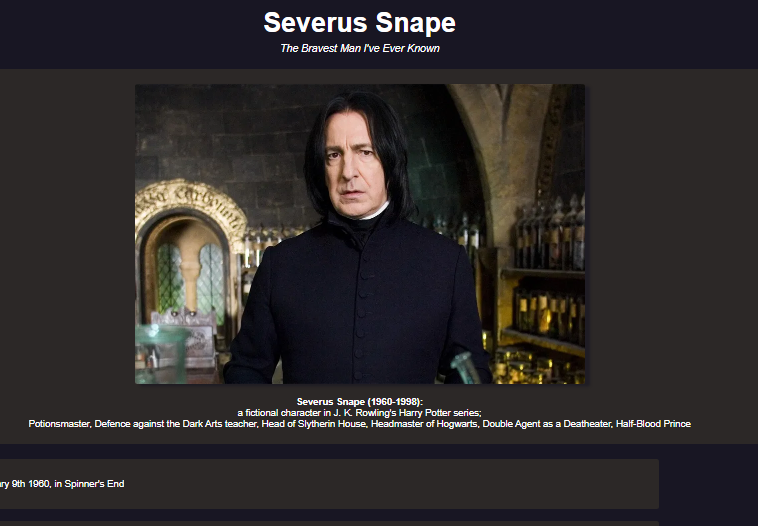 Severus Snape
The Bravest Man I've Ever Known
Severus Snape (1960-1998):
a fictional character in J. K. Rowling's Harry Potter series;
Potionsmaster, Defence against the Dark Arts teacher, Head of Slytherin House, Headmaster of Hogwarts, Double Agent as a Deatheater, Half-Blood Prince
9th 1960, in Spinner's End